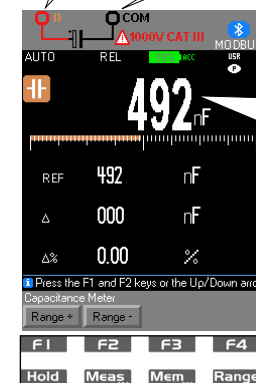 COM
1000V CAT III
MODBU
AUTO REL ACC USR
P
492 nF
REF 492 nF
Δ 000 nF
Δ% 0.00 %
Press the F1 and F2 keys or the Up/Down arro
Capacitance Meter
Range + Range -
F1 F2 F3 F4
Hold Meas... Mem... Range